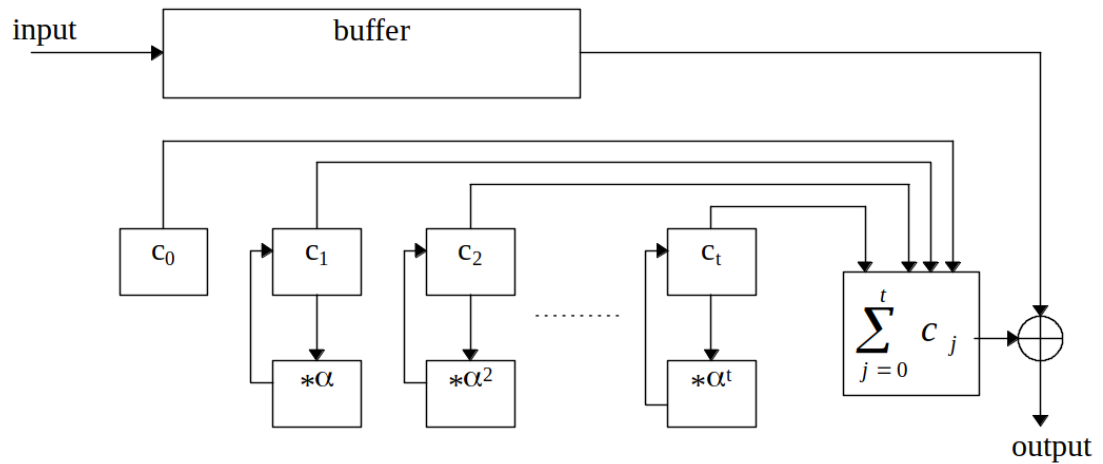 input
buffer
c₀
c₁
c₂
cₜ
*α
*α²
*αᵗ
..........
t
∑ c j
j = 0
output